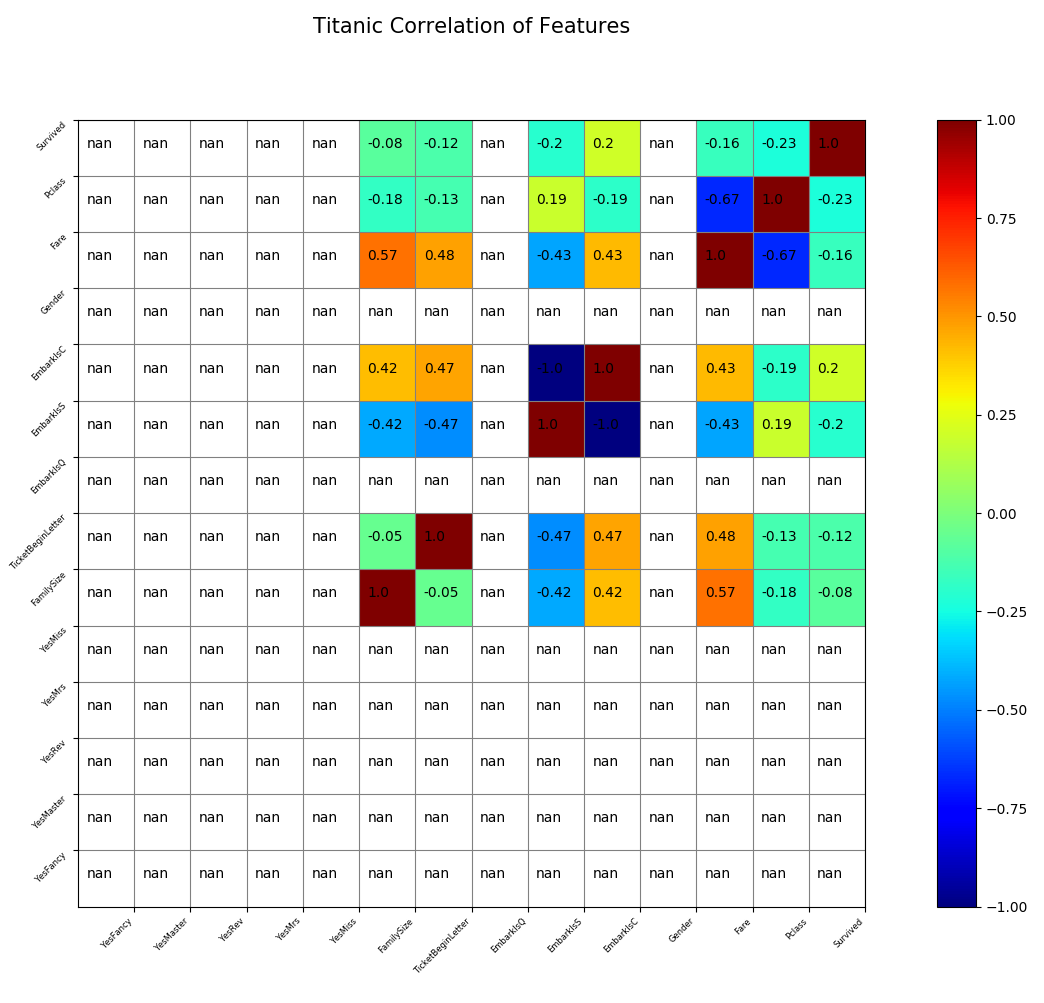 Titanic Correlation of Features
Survived nan nan nan nan nan -0.08 -0.12 nan -0.2 0.2 nan -0.16 -0.23 1.0
Pclass nan nan nan nan nan -0.18 -0.13 nan 0.19 -0.19 nan -0.67 1.0 -0.23
Fare nan nan nan nan nan 0.57 0.48 nan -0.43 0.43 nan 1.0 -0.67 -0.16
Gender nan nan nan nan nan nan nan nan nan nan nan nan nan nan
EmbarkIsC nan nan nan nan nan 0.42 0.47 nan -1.0 1.0 nan 0.43 -0.19 0.2
EmbarkIsS nan nan nan nan nan -0.42 -0.47 nan 1.0 -1.0 nan -0.43 0.19 -0.2
EmbarkIsQ nan nan nan nan nan nan nan nan nan nan nan nan nan nan
TicketBeginLetter nan nan nan nan nan -0.05 1.0 nan -0.47 0.47 nan 0.48 -0.13 -0.12
FamilySize nan nan nan nan nan 1.0 -0.05 nan -0.42 0.42 nan 0.57 -0.18 -0.08
YesMiss nan nan nan nan nan nan nan nan nan nan nan nan nan nan
YesMrs nan nan nan nan nan nan nan nan nan nan nan nan nan nan
YesRev nan nan nan nan nan nan nan nan nan nan nan nan nan nan
YesMaster nan nan nan nan nan nan nan nan nan nan nan nan nan nan
YesFancy nan nan nan nan nan nan nan nan nan nan nan nan nan nan
YesFancy YesMaster YesRev YesMrs YesMiss FamilySize TicketBeginLetter EmbarkIsQ EmbarkIsS EmbarkIsC Gender Fare Pclass Survived
1.00
0.75
0.50
0.25
0.00
−0.25
−0.50
−0.75
−1.00